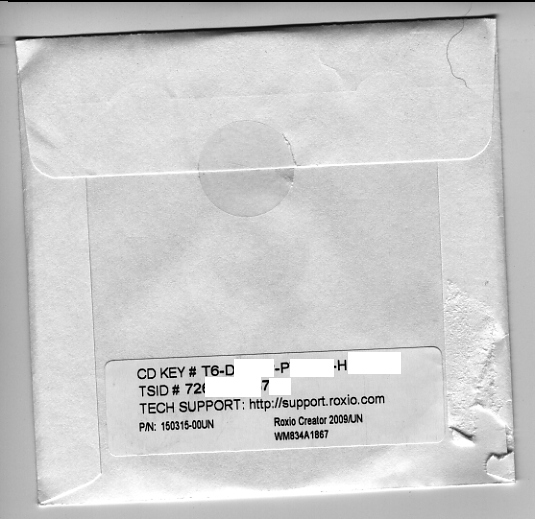 CD KEY # T6-D -P -H
TSID # 726 7
TECH SUPPORT: http://support.roxio.com
P/N: 150315-00UN Roxio Creator 2009/UN
WM834A1867